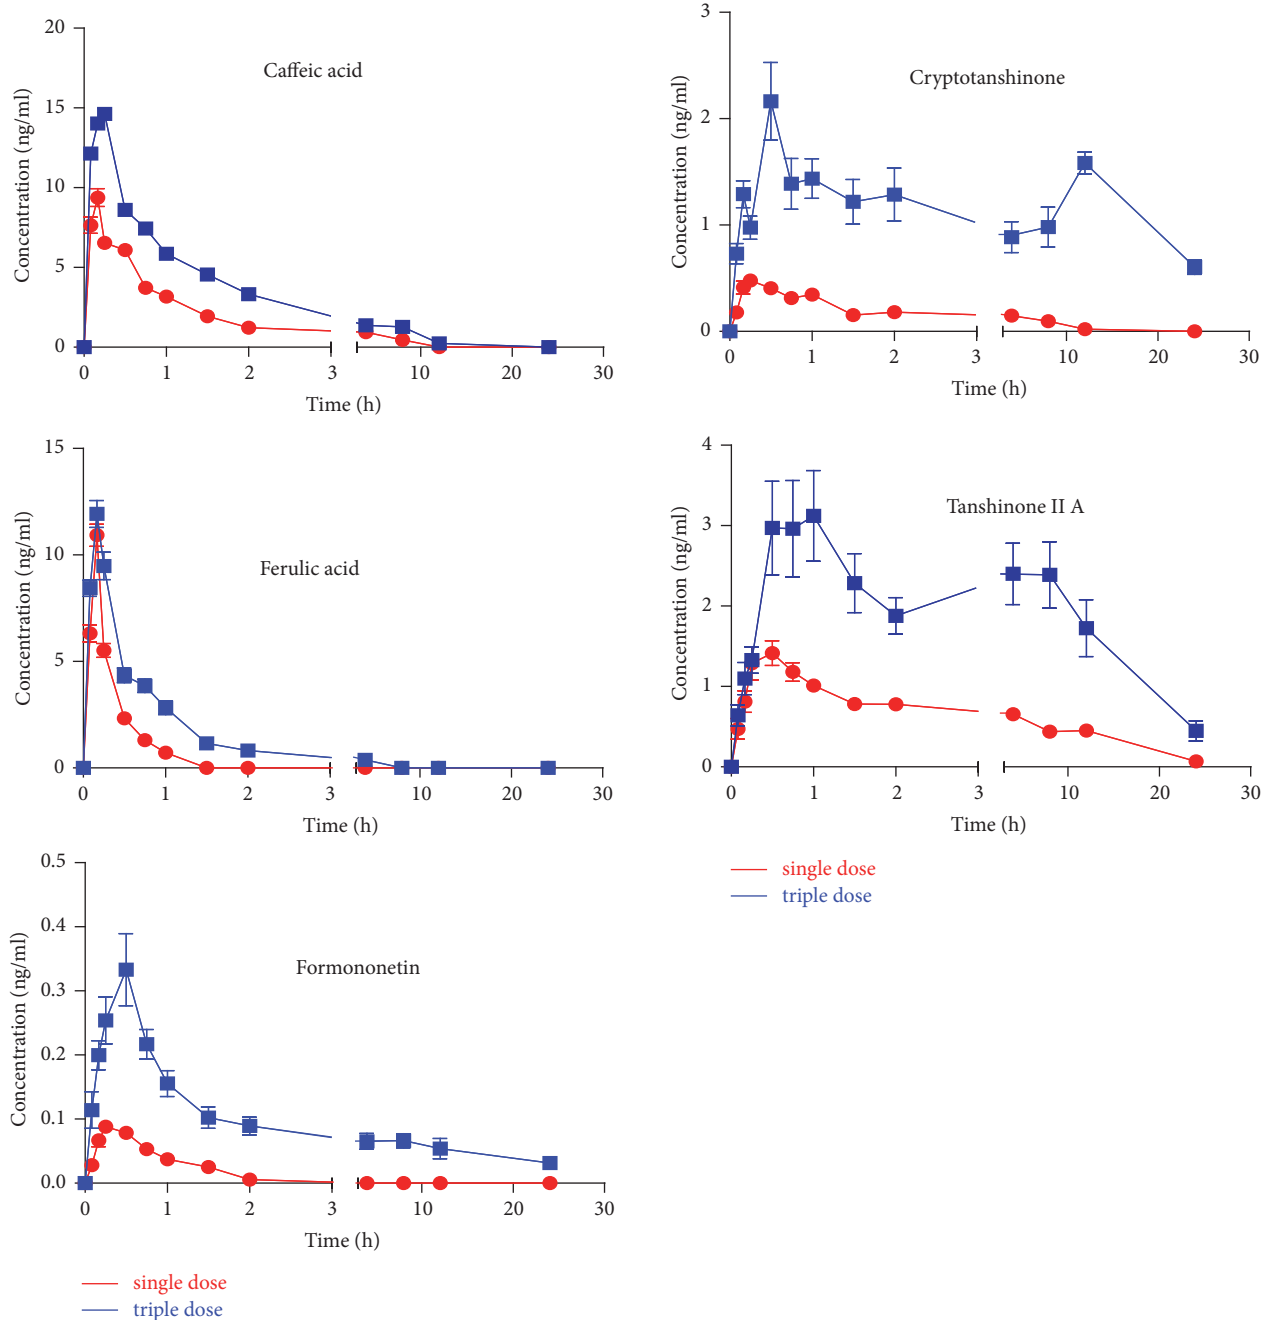 Caffeic acid
Concentration (ng/ml)
20
15
10
5
0
0 1 2 3 10 20 30
Time (h)
Cryptotanshinone
Concentration (ng/ml)
3
2
1
0
0 1 2 3 10 20 30
Time (h)
Ferulic acid
Concentration (ng/ml)
15
10
5
0
0 1 2 3 10 20 30
Time (h)
Tanshinone II A
Concentration (ng/ml)
4
3
2
1
0
0 1 2 3 10 20 30
Time (h)
single dose
triple dose
Formononetin
Concentration (ng/ml)
0.5
0.4
0.3
0.2
0.1
0.0
0 1 2 3 10 20 30
Time (h)
single dose
triple dose